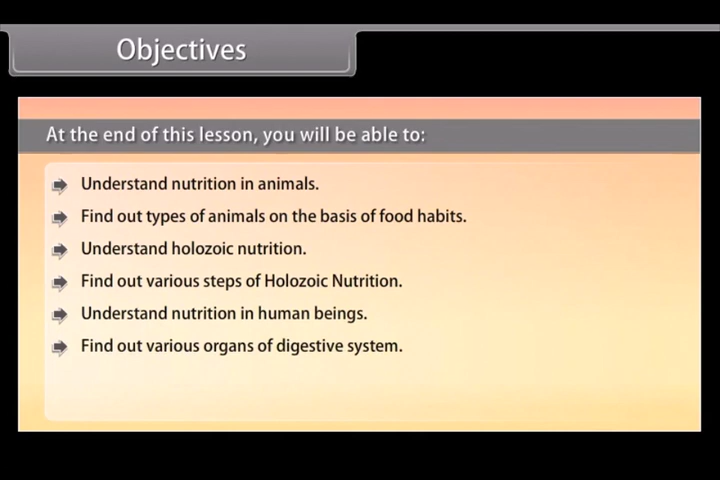 Objectives
At the end of this lesson, you will be able to:
Understand nutrition in animals.
Find out types of animals on the basis of food habits.
Understand holozoic nutrition.
Find out various steps of Holozoic Nutrition.
Understand nutrition in human beings.
Find out various organs of digestive system.